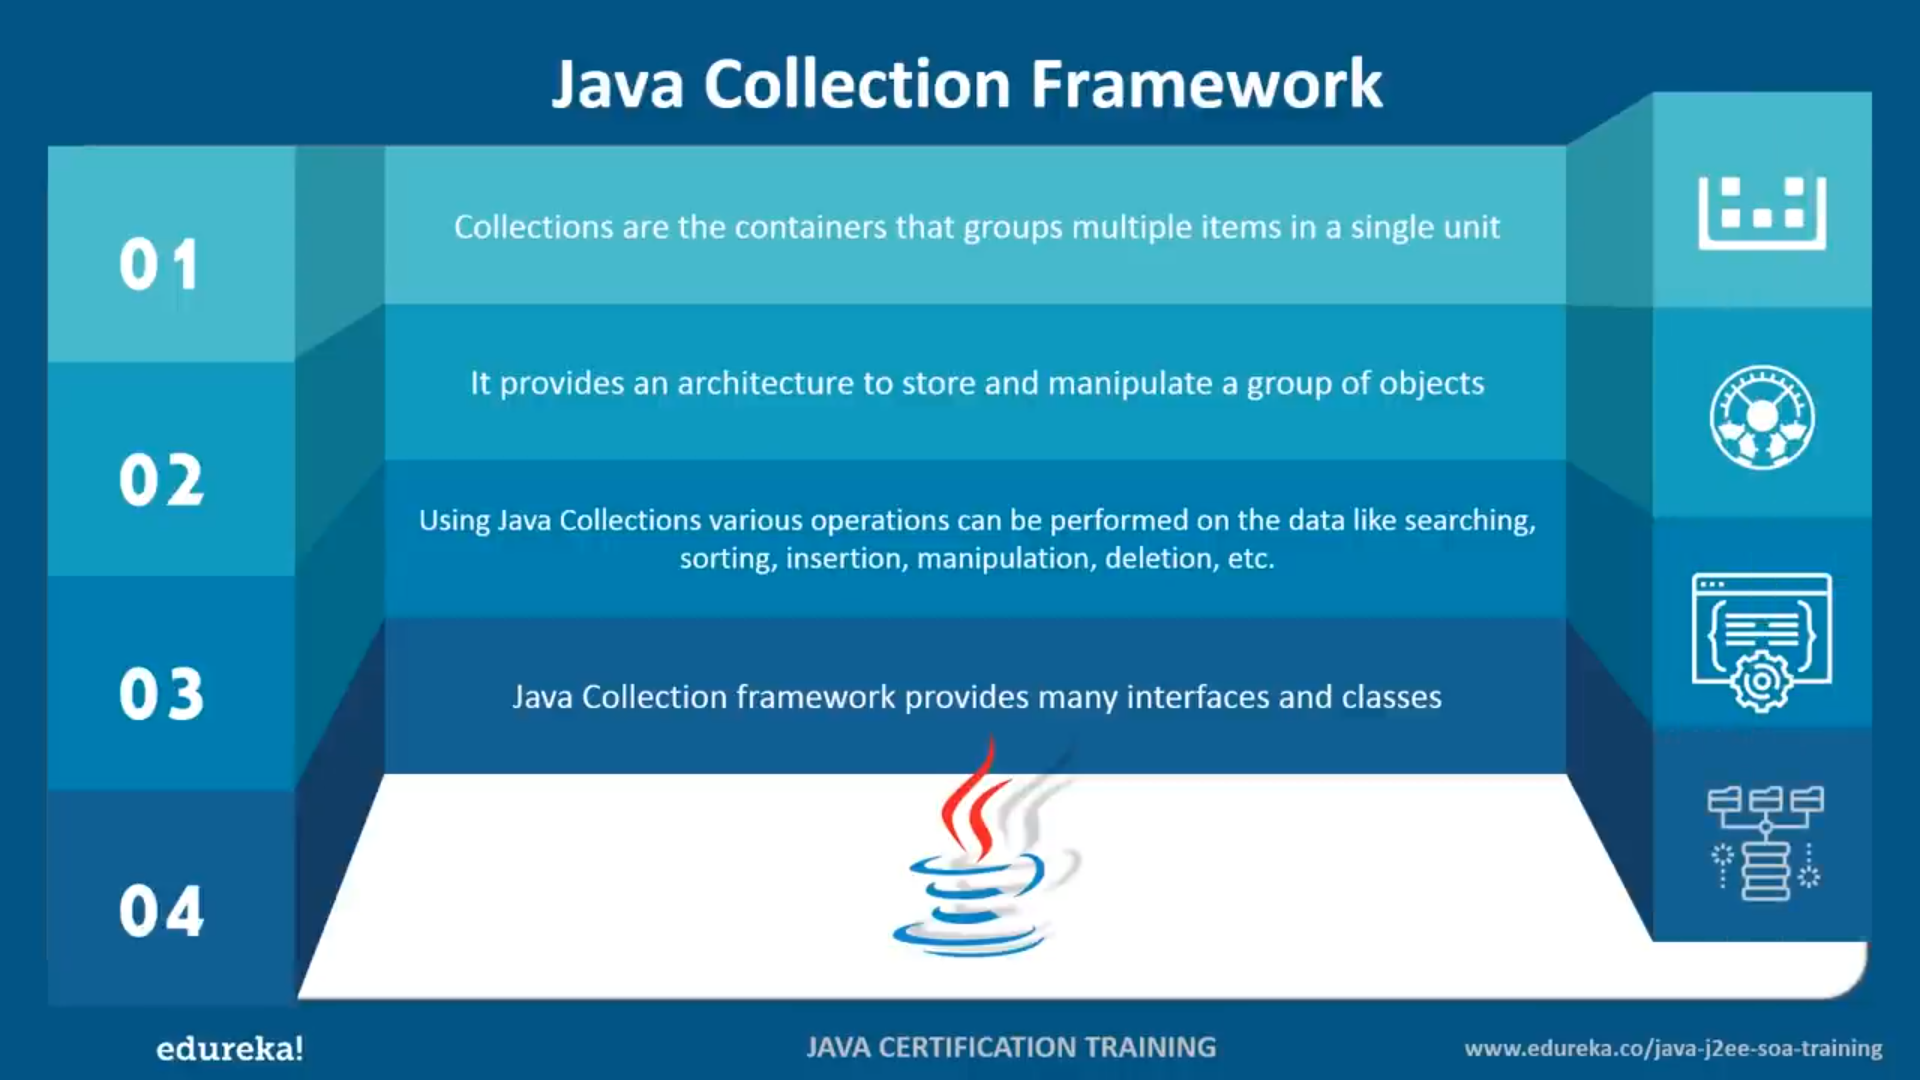 Java Collection Framework
01
Collections are the containers that groups multiple items in a single unit
02
It provides an architecture to store and manipulate a group of objects
03
Using Java Collections various operations can be performed on the data like searching,
sorting, insertion, manipulation, deletion, etc.
04
Java Collection framework provides many interfaces and classes
edureka!
JAVA CERTIFICATION TRAINING
www.edureka.co/java-j2ee-soa-training